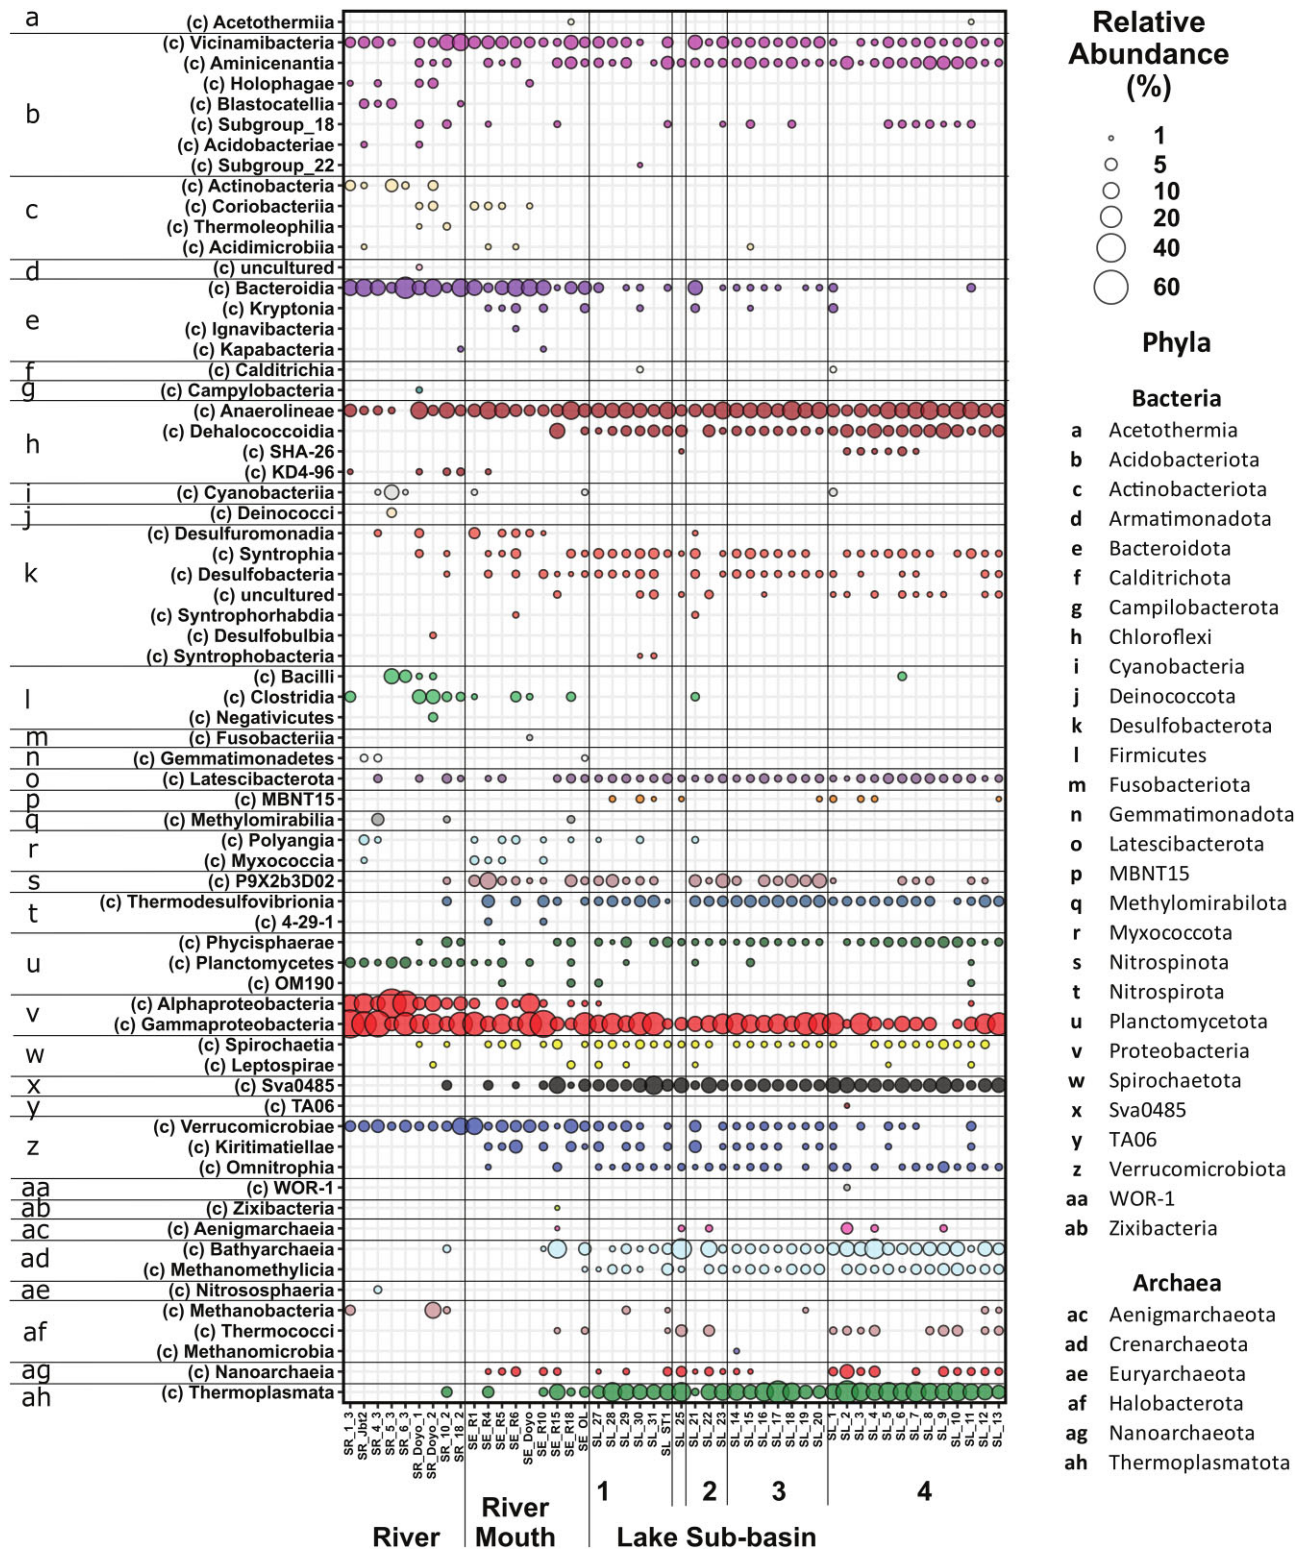 a
(c) Acetothermiia
b
(c) Vicinamibacteria
(c) Aminicenantia
(c) Holophagae
(c) Blastocatellia
(c) Subgroup_18
(c) Acidobacteriae
(c) Subgroup_22
c
(c) Actinobacteria
(c) Coriobacteriia
(c) Thermoleophilia
(c) Acidimicrobiia
d
(c) uncultured
e
(c) Bacteroidia
(c) Kryptonia
(c) Ignavibacteria
(c) Kapabacteria
f
(c) Calditrichia
g
(c) Campylobacteria
h
(c) Anaerolineae
(c) Dehalococcoidia
(c) SHA-26
(c) KD4-96
i
(c) Cyanobacteriia
j
(c) Deinococci
k
(c) Desulfuromonadia
(c) Syntrophia
(c) Desulfobacteria
(c) uncultured
(c) Syntrophorhabdia
(c) Desulfobulbia
(c) Syntrophobacteria
l
(c) Bacilli
(c) Clostridia
(c) Negativicutes
m
(c) Fusobacteriia
n
(c) Gemmatimonadetes
o
(c) Latescibacterota
p
(c) MBNT15
q
(c) Methylomirabilia
r
(c) Polyangia
(c) Myxococcia
s
(c) P9X2b3D02
t
(c) Thermodesulfovibrionia
(c) 4-29-1
u
(c) Phycisphaerae
(c) Planctomycetes
(c) OM190
v
(c) Alphaproteobacteria
(c) Gammaproteobacteria
w
(c) Spirochaetia
(c) Leptospirae
x
(c) Sva0485
y
(c) TA06
z
(c) Verrucomicrobiae
(c) Kiritimatiellae
(c) Omnitrophia
aa
(c) WOR-1
ab
(c) Zixibacteria
ac
(c) Aenigmarchaeia
ad
(c) Bathyarchaeia
(c) Methanomethylicia
ae
(c) Nitrososphaeria
af
(c) Methanobacteria
(c) Thermococci
(c) Methanomicrobia
ag
(c) Nanoarchaeia
ah
(c) Thermoplasmata
SR_1_3
SR_Jbt2
SR_4_3
SR_5_3
SR_6_3
SR_Doyo_1
SR_Doyo_2
SR_10_2
SR_18_2
SE_R1
SE_R4
SE_R5
SE_R6
SE_Doyo
SE_R10
SE_R15
SE_R18
SE_OL
SL_27
SL_28
SL_29
SL_30
SL_31
SL_ST1
SL_25
SL_21
SL_22
SL_23
SL_14
SL_15
SL_16
SL_17
SL_18
SL_19
SL_20
SL_1
SL_2
SL_3
SL_4
SL_5
SL_6
SL_7
SL_8
SL_9
SL_10
SL_11
SL_12
SL_13
1
2
3
4
River
River
Mouth
Lake Sub-basin
Relative
Abundance
(%)
1
5
10
20
40
60
Phyla
Bacteria
a Acetothermia
b Acidobacteriota
c Actinobacteriota
d Armatimonadota
e Bacteroidota
f Calditrichota
g Campilobacterota
h Chloroflexi
i Cyanobacteria
j Deinococcota
k Desulfobacterota
l Firmicutes
m Fusobacteriota
n Gemmatimonadota
o Latescibacterota
p MBNT15
q Methylomirabilota
r Myxococcota
s Nitrospinota
t Nitrospirota
u Planctomycetota
v Proteobacteria
w Spirochaetota
x Sva0485
y TA06
z Verrucomicrobiota
aa WOR-1
ab Zixibacteria
Archaea
ac Aenigmarchaeota
ad Crenarchaeota
ae Euryarchaeota
af Halobacterota
ag Nanoarchaeota
ah Thermoplasmatota